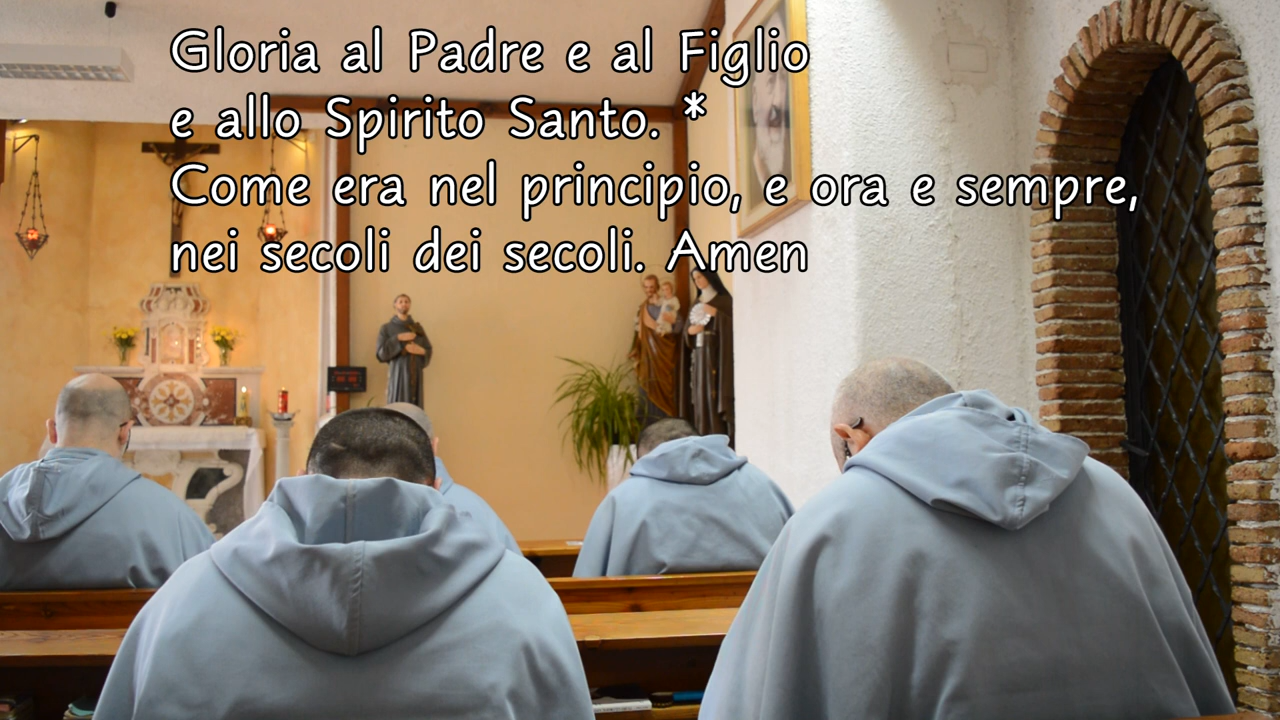 Gloria al Padre e al Figlio
e allo Spirito Santo. *
Come era nel principio, e ora e sempre,
nei secoli dei secoli. Amen